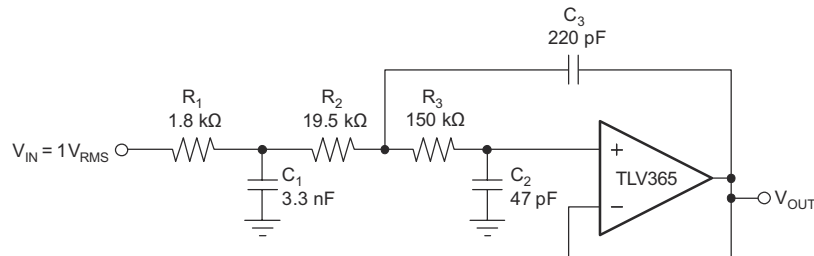 C3
220 pF
R1
1.8 kΩ
R2
19.5 kΩ
R3
150 kΩ
VIN = 1VRMS
C1
3.3 nF
C2
47 pF
+
TLV365
−
VOUT